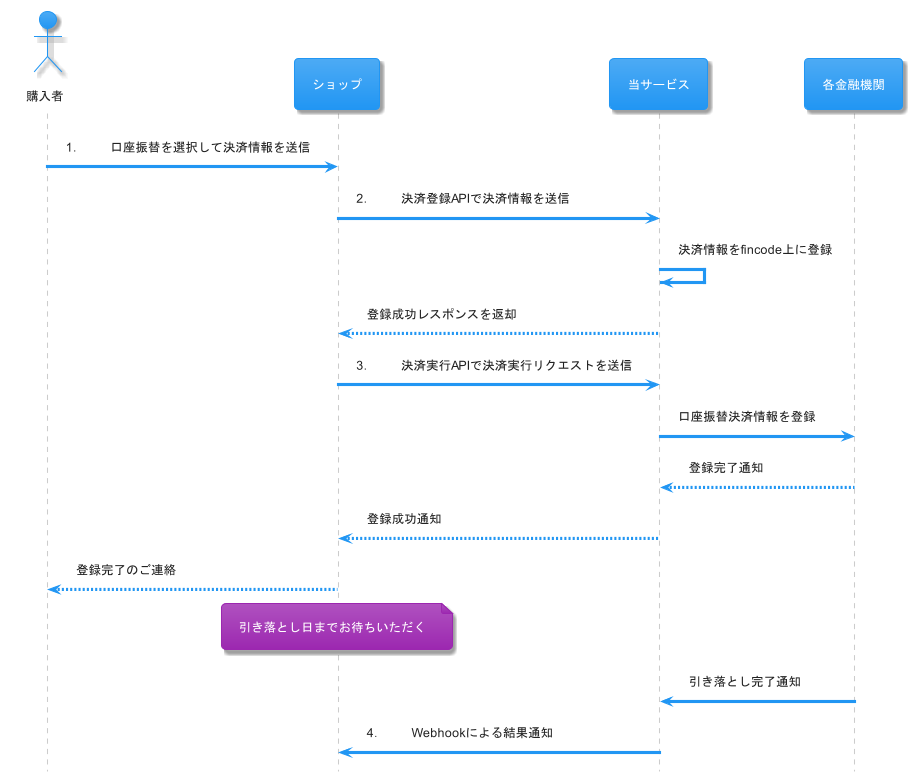 購入者
ショップ
当サービス
各金融機関
1. 口座振替を選択して決済情報を送信
2. 決済登録APIで決済情報を送信
決済情報をfincode上に登録
登録成功レスポンスを返却
3. 決済実行APIで決済実行リクエストを送信
口座振替決済情報を登録
登録完了通知
登録成功通知
登録完了のご連絡
引き落とし日までお待ちいただく
引き落とし完了通知
4. Webhookによる結果通知